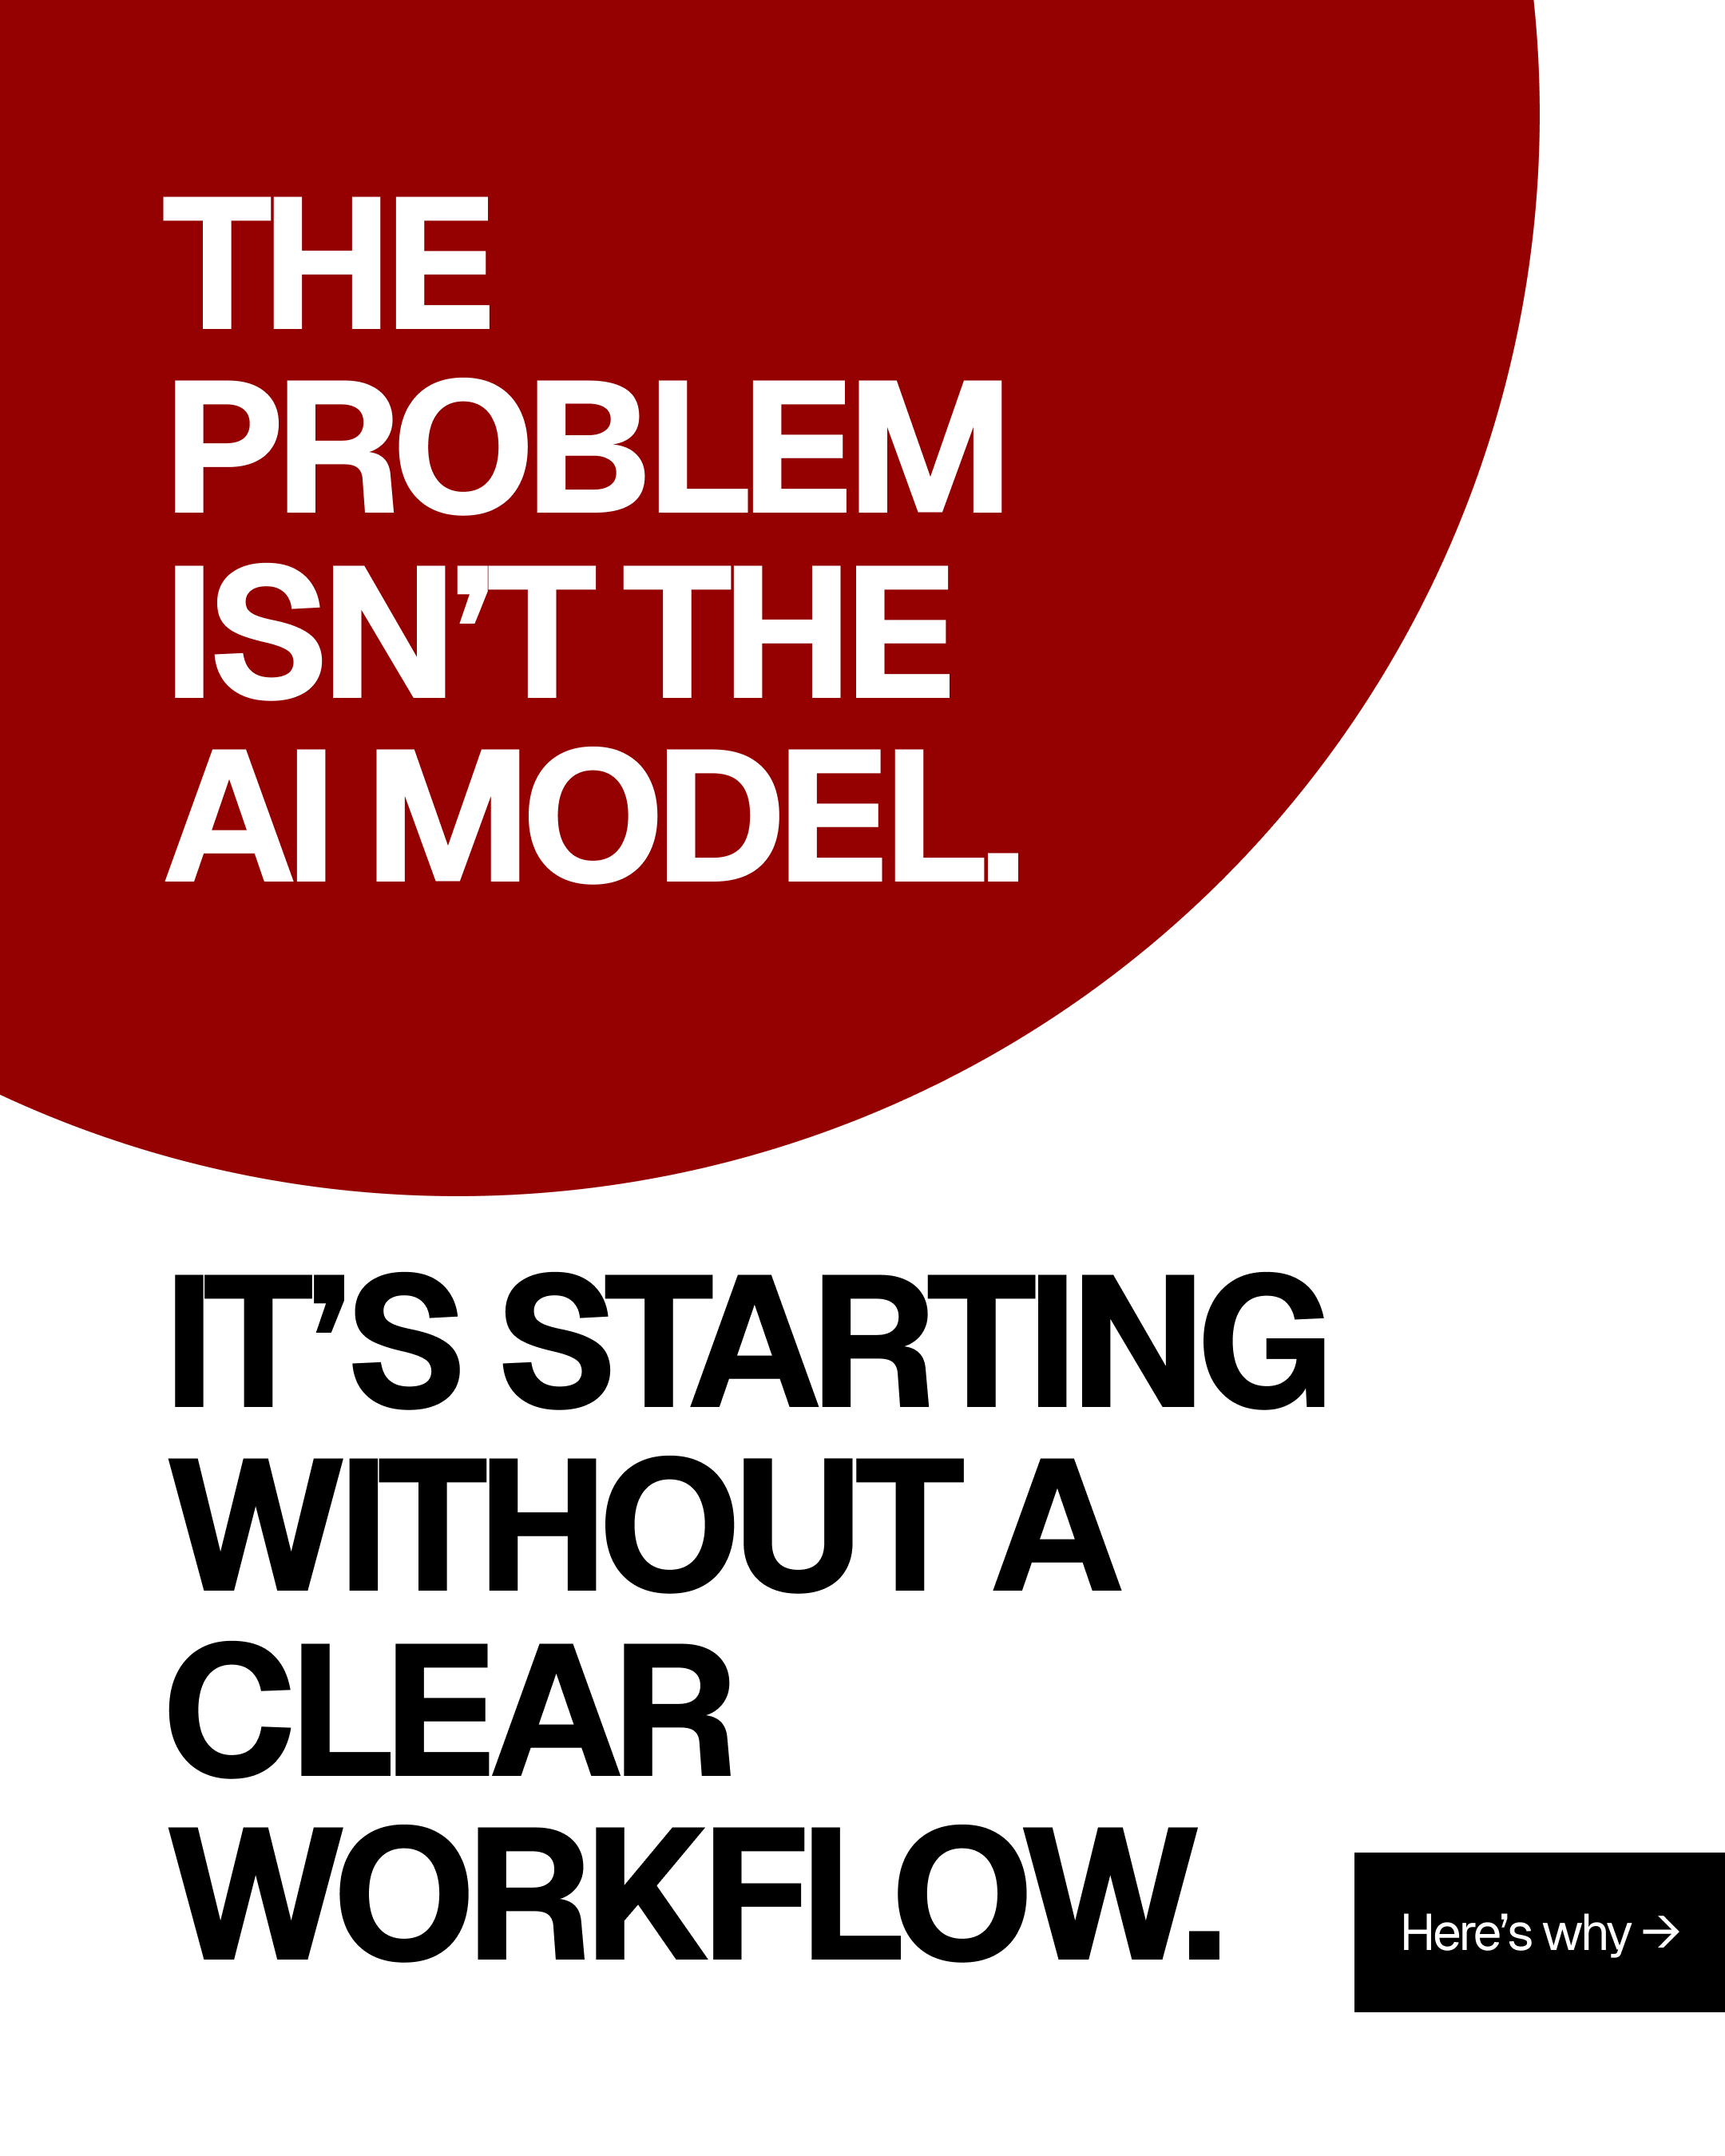 THE
PROBLEM
ISN’T THE
AI MODEL.
IT’S STARTING
WITHOUT A
CLEAR
WORKFLOW.
Here’s why →